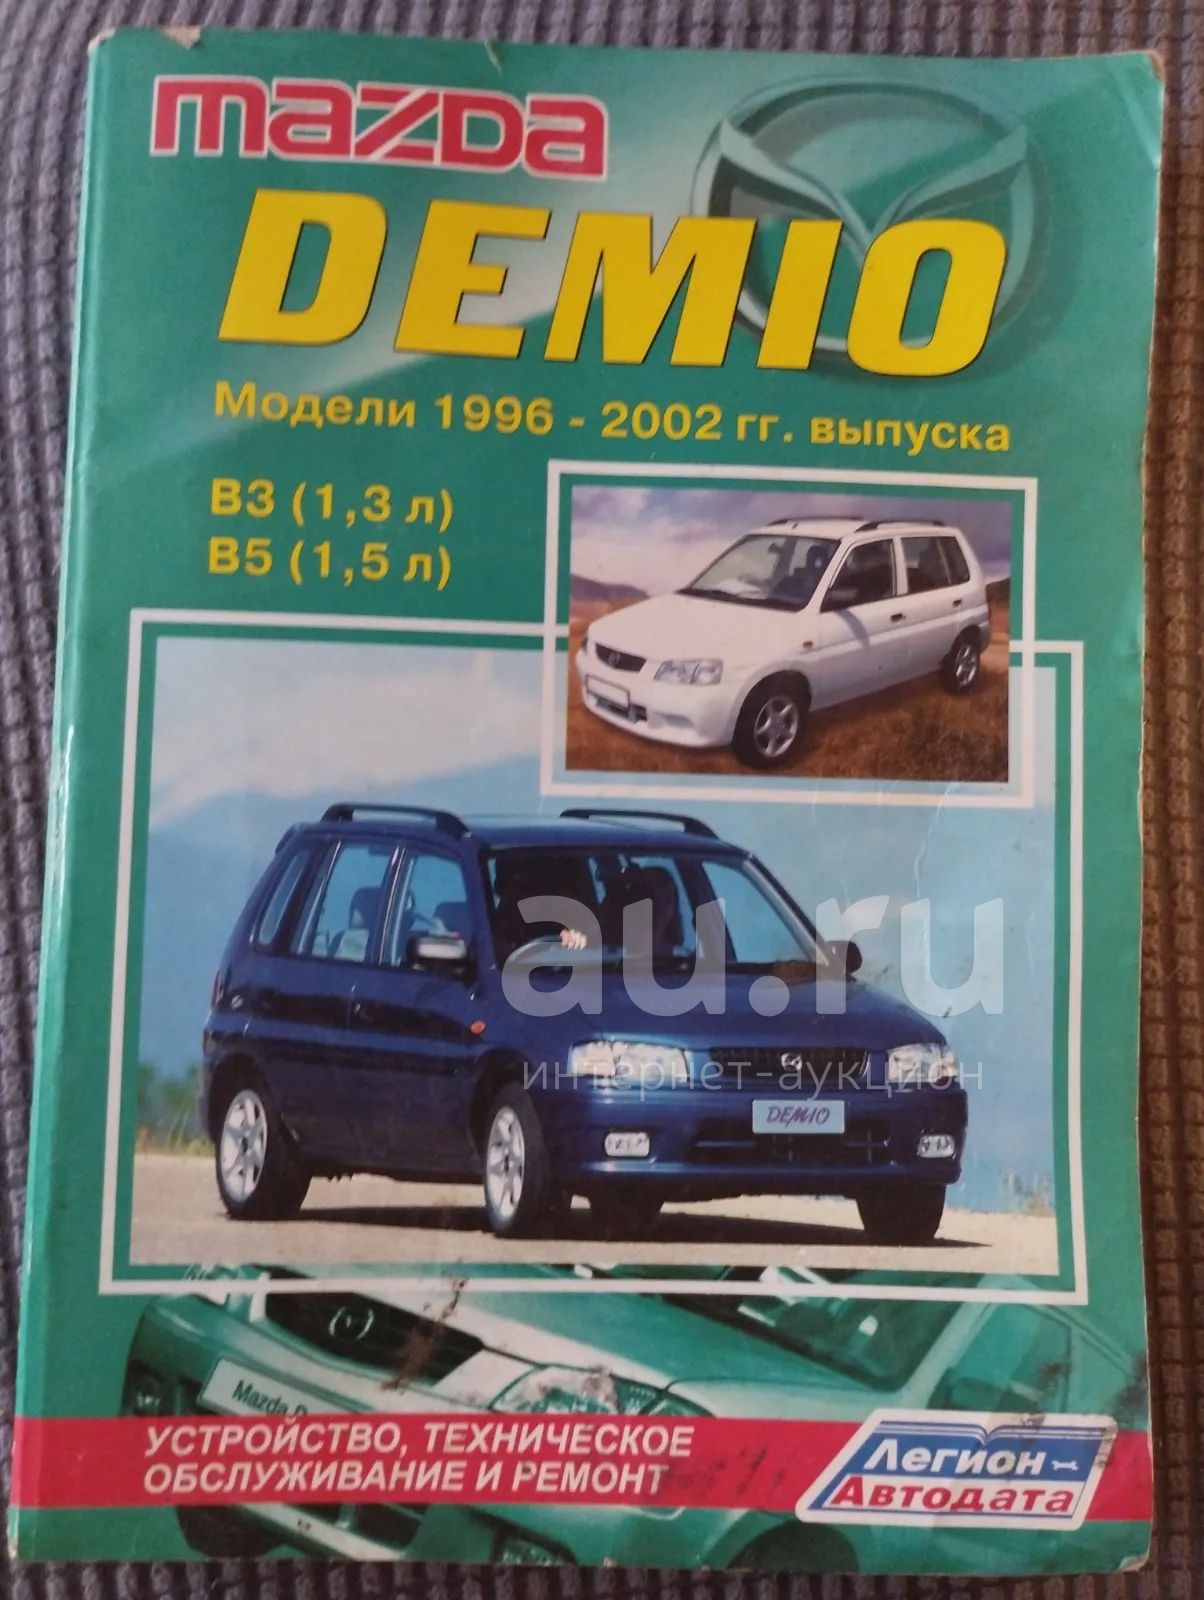 mazda
DEMIO
Модели 1996 - 2002 гг. выпуска
B3 (1,3 л)
B5 (1,5 л)
au.ru
интернет-аукцион
DEMIO
Mazda
УСТРОЙСТВО, ТЕХНИЧЕСКОЕ
ОБСЛУЖИВАНИЕ И РЕМОНТ
Легион-
Автодата